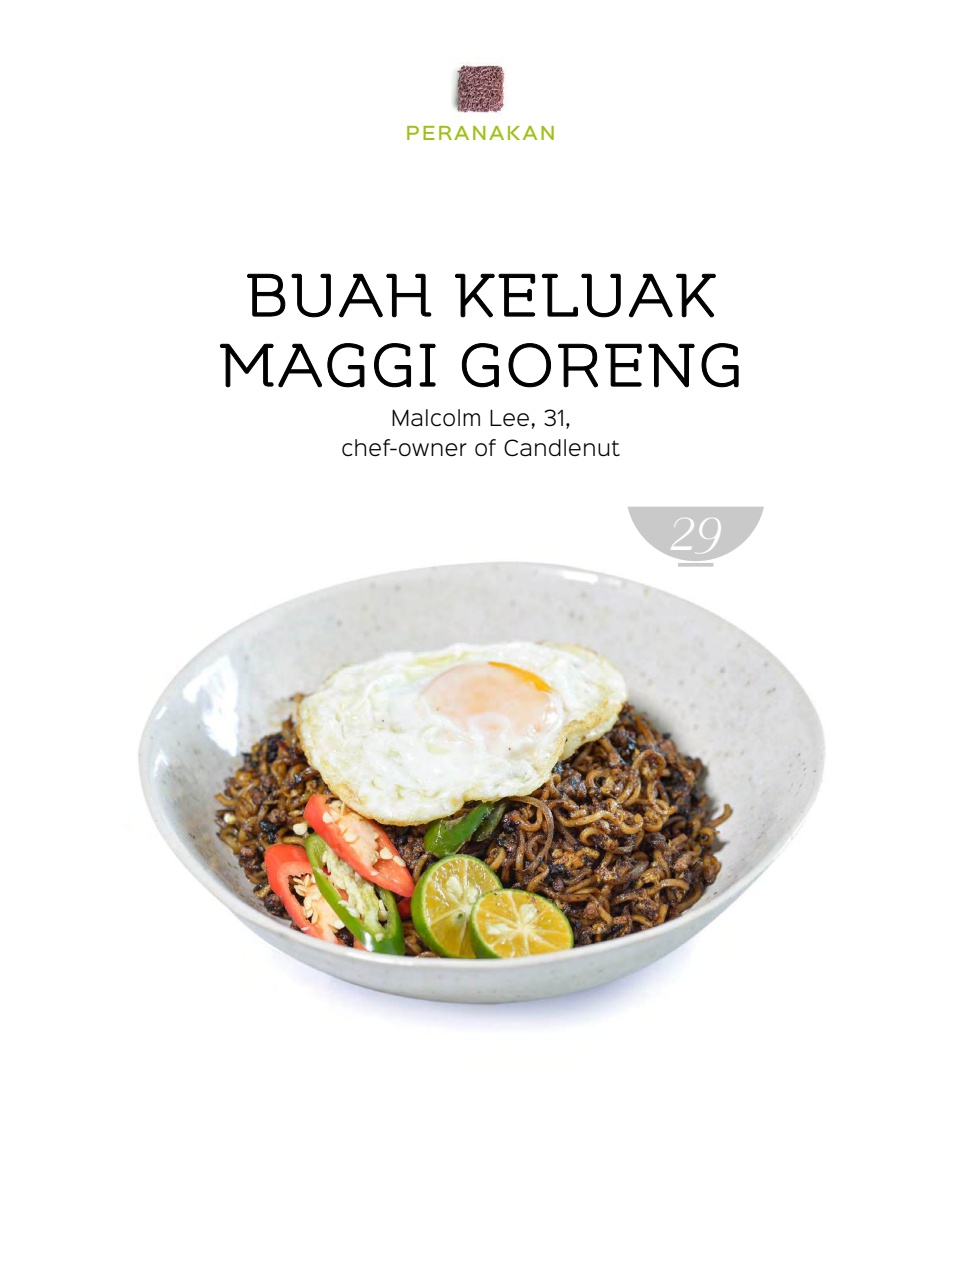 PERANAKAN
BUAH KELUAK
MAGGI GORENG
Malcolm Lee, 31,
chef-owner of Candlenut
29